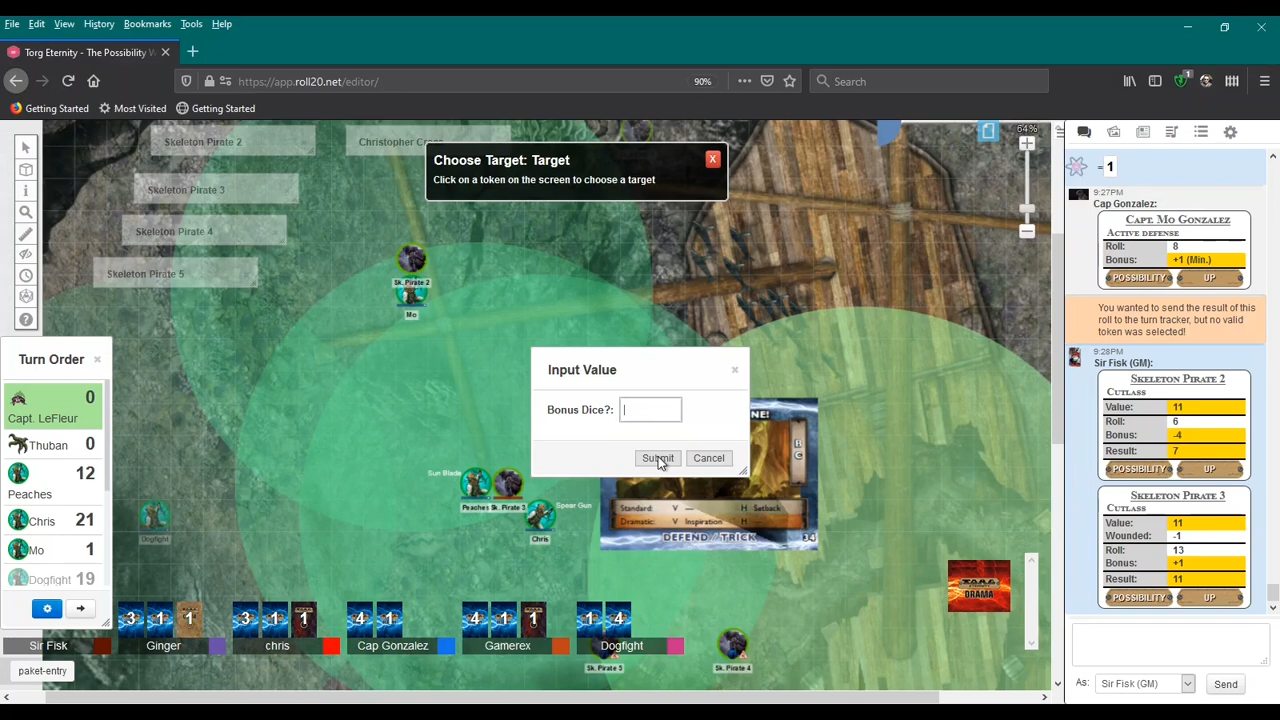 File Edit View History Bookmarks Tools Help
Torg Eternity - The Possibility W
https://app.roll20.net/editor/
90%
Search
1
Getting Started
Most Visited
Getting Started
Skeleton Pirate 2
Skeleton Pirate 3
Skeleton Pirate 4
Skeleton Pirate 5
Choose Target: Target
X
Click on a token on the screen to choose a target
64%
Sk. Pirate 2
Mo
Input Value
Bonus Dice?:
Submit
Cancel
NE!
B
C
Sun Blada
Peaches
Spear Gun
Chris
Dogfight
Standard: V — H Setback
Dramatic: V Inspiration — H —
DEFEND / TRICK
34
Turn Order
Capt. LeFleur 0
Thuban 0
Peaches 12
Chris 21
Mo 1
Dogfight 19
3 1 1
3 1 1
4 1
4 1 1
1 4
Sir Fisk
Ginger
chris
Cap Gonzalez
Gamerex
Dogfight
Sk. Pirate 5
Sk. Pirate 4
DRAMA
paket-entry
= 1
9:27PM
Cap Gonzalez:
Capt. Mo Gonzalez
Active defense
Roll: 8
Bonus: +1 (Min.)
POSSIBILITY UP
You wanted to send the result of this
roll to the turn tracker, but no valid
token was selected!
9:28PM
Sir Fisk (GM):
Skeleton Pirate 2
Cutlass
Value: 11
Roll: 6
Bonus: -4
Result: 7
POSSIBILITY UP
Skeleton Pirate 3
Cutlass
Value: 11
Wounded: -1
Roll: 13
Bonus: +1
Result: 11
POSSIBILITY UP
As: Sir Fisk (GM)
Send